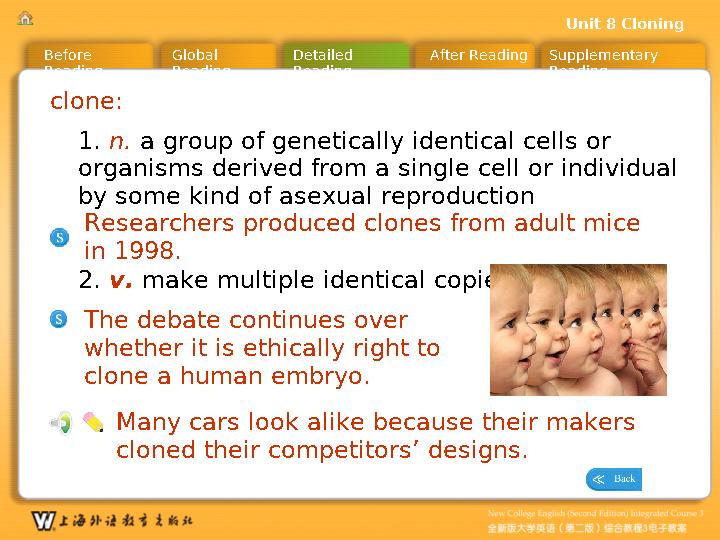 Unit 8 Cloning
Before Global Detailed After Reading Supplementary
Reading Reading Reading Reading
clone:
1. n. a group of genetically identical cells or
organisms derived from a single cell or individual
by some kind of asexual reproduction
S Researchers produced clones from adult mice
in 1998.
2. v. make multiple identical copie
S The debate continues over
whether it is ethically right to
clone a human embryo.
Many cars look alike because their makers
cloned their competitors’ designs.
Back
上海外语教育出版社
New College English (Second Edition) Integrated Course 3
全新版大学英语（第二版）综合教程3电子教案